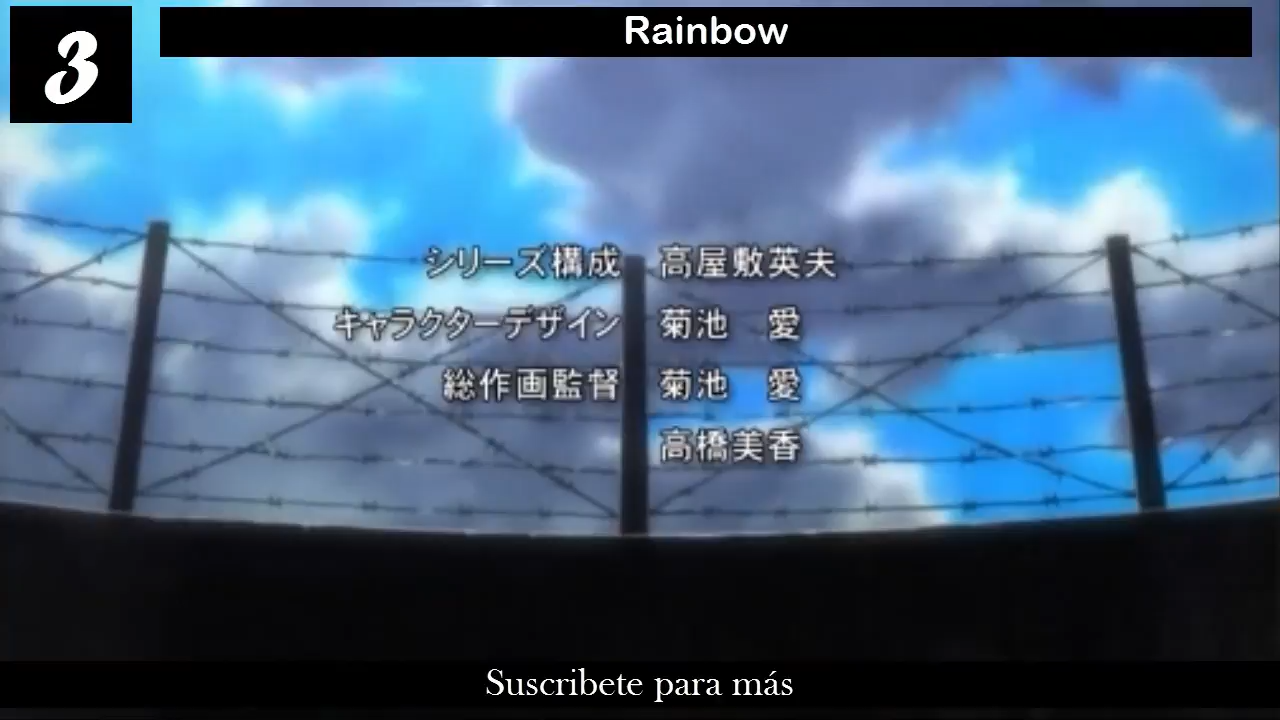 3
Rainbow
シリーズ構成 高屋敷英夫
キャラクターデザイン 菊池 愛
総作画監督 菊池 愛
高橋美香
Suscribete para más